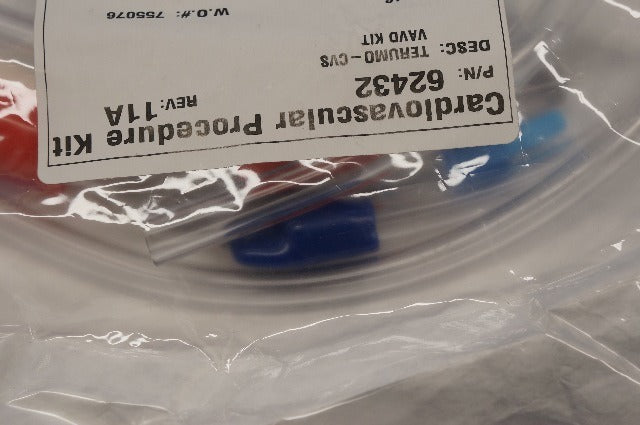 Cardiovascular Procedure Kit
P/N: 62432 REV: 11A
DESC: TERUMO-CVS
VAVD KIT
W.O.#: 755076